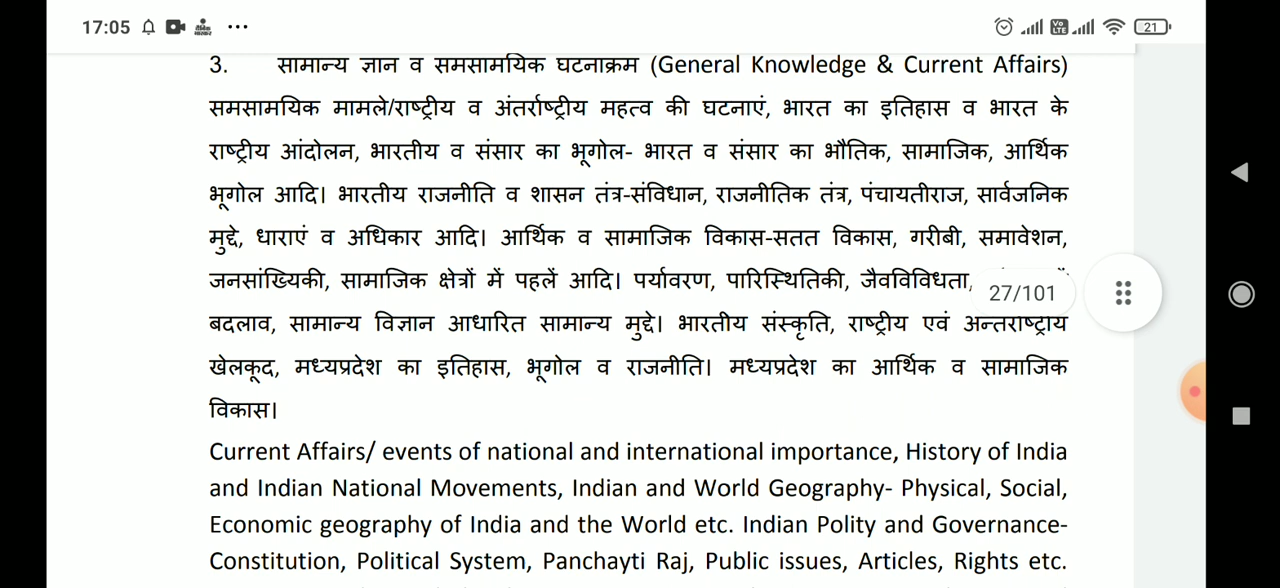 17:05
21
3. सामान्य ज्ञान व समसामयिक घटनाक्रम (General Knowledge & Current Affairs)
समसामयिक मामले/राष्ट्रीय व अंतर्राष्ट्रीय महत्व की घटनाएं, भारत का इतिहास व भारत के
राष्ट्रीय आंदोलन, भारतीय व संसार का भूगोल- भारत व संसार का भौतिक, सामाजिक, आर्थिक
भूगोल आदि। भारतीय राजनीति व शासन तंत्र-संविधान, राजनीतिक तंत्र, पंचायतीराज, सार्वजनिक
मुद्दे, धाराएं व अधिकार आदि। आर्थिक व सामाजिक विकास-सतत विकास, गरीबी, समावेशन,
जनसांख्यिकी, सामाजिक क्षेत्रों में पहलें आदि। पर्यावरण, पारिस्थितिकी, जैवविविधता,
27/101
बदलाव, सामान्य विज्ञान आधारित सामान्य मुद्दे। भारतीय संस्कृति, राष्ट्रीय एवं अन्तराष्ट्रीय
खेलकूद, मध्यप्रदेश का इतिहास, भूगोल व राजनीति। मध्यप्रदेश का आर्थिक व सामाजिक
विकास।
Current Affairs/ events of national and international importance, History of India
and Indian National Movements, Indian and World Geography- Physical, Social,
Economic geography of India and the World etc. Indian Polity and Governance-
Constitution, Political System, Panchayti Raj, Public issues, Articles, Rights etc.